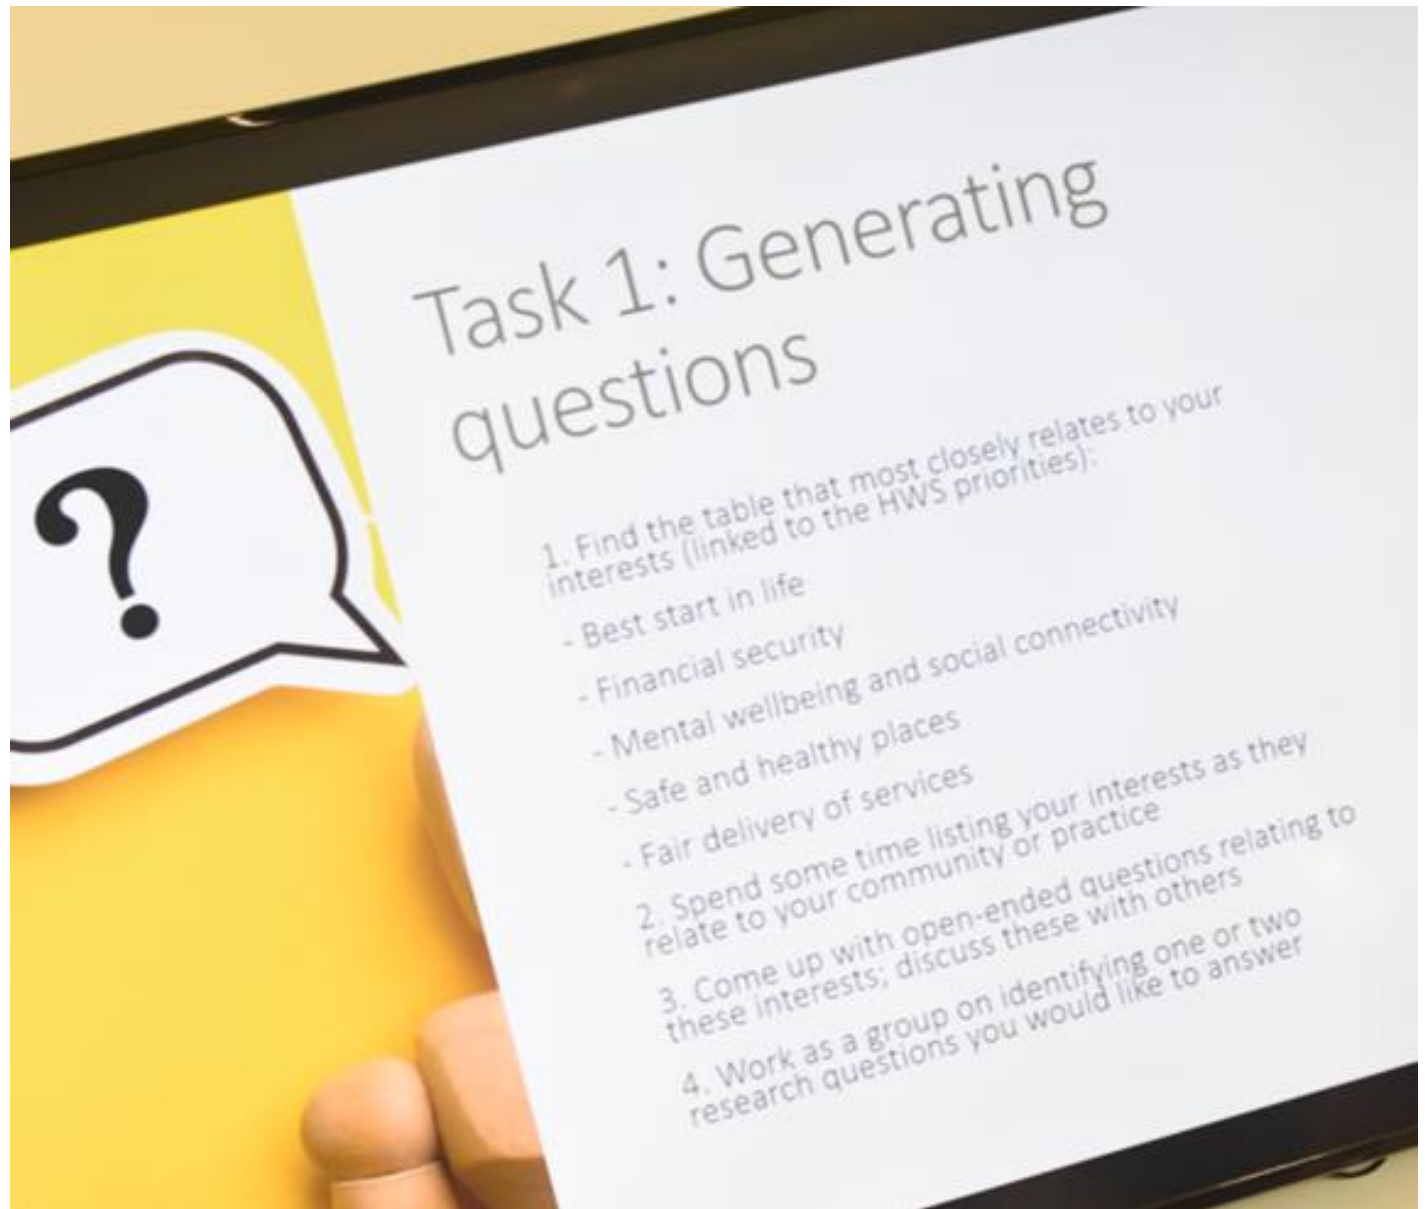 ?
Task 1: Generating
questions
1. Find the table that most closely relates to your
interests (linked to the HWS priorities):
- Best start in life
- Financial security
- Mental wellbeing and social connectivity
- Safe and healthy places
- Fair delivery of services
2. Spend some time listing your interests as they
relate to your community or practice
3. Come up with open-ended questions relating to
these interests; discuss these with others
4. Work as a group on identifying one or two
research questions you would like to answer